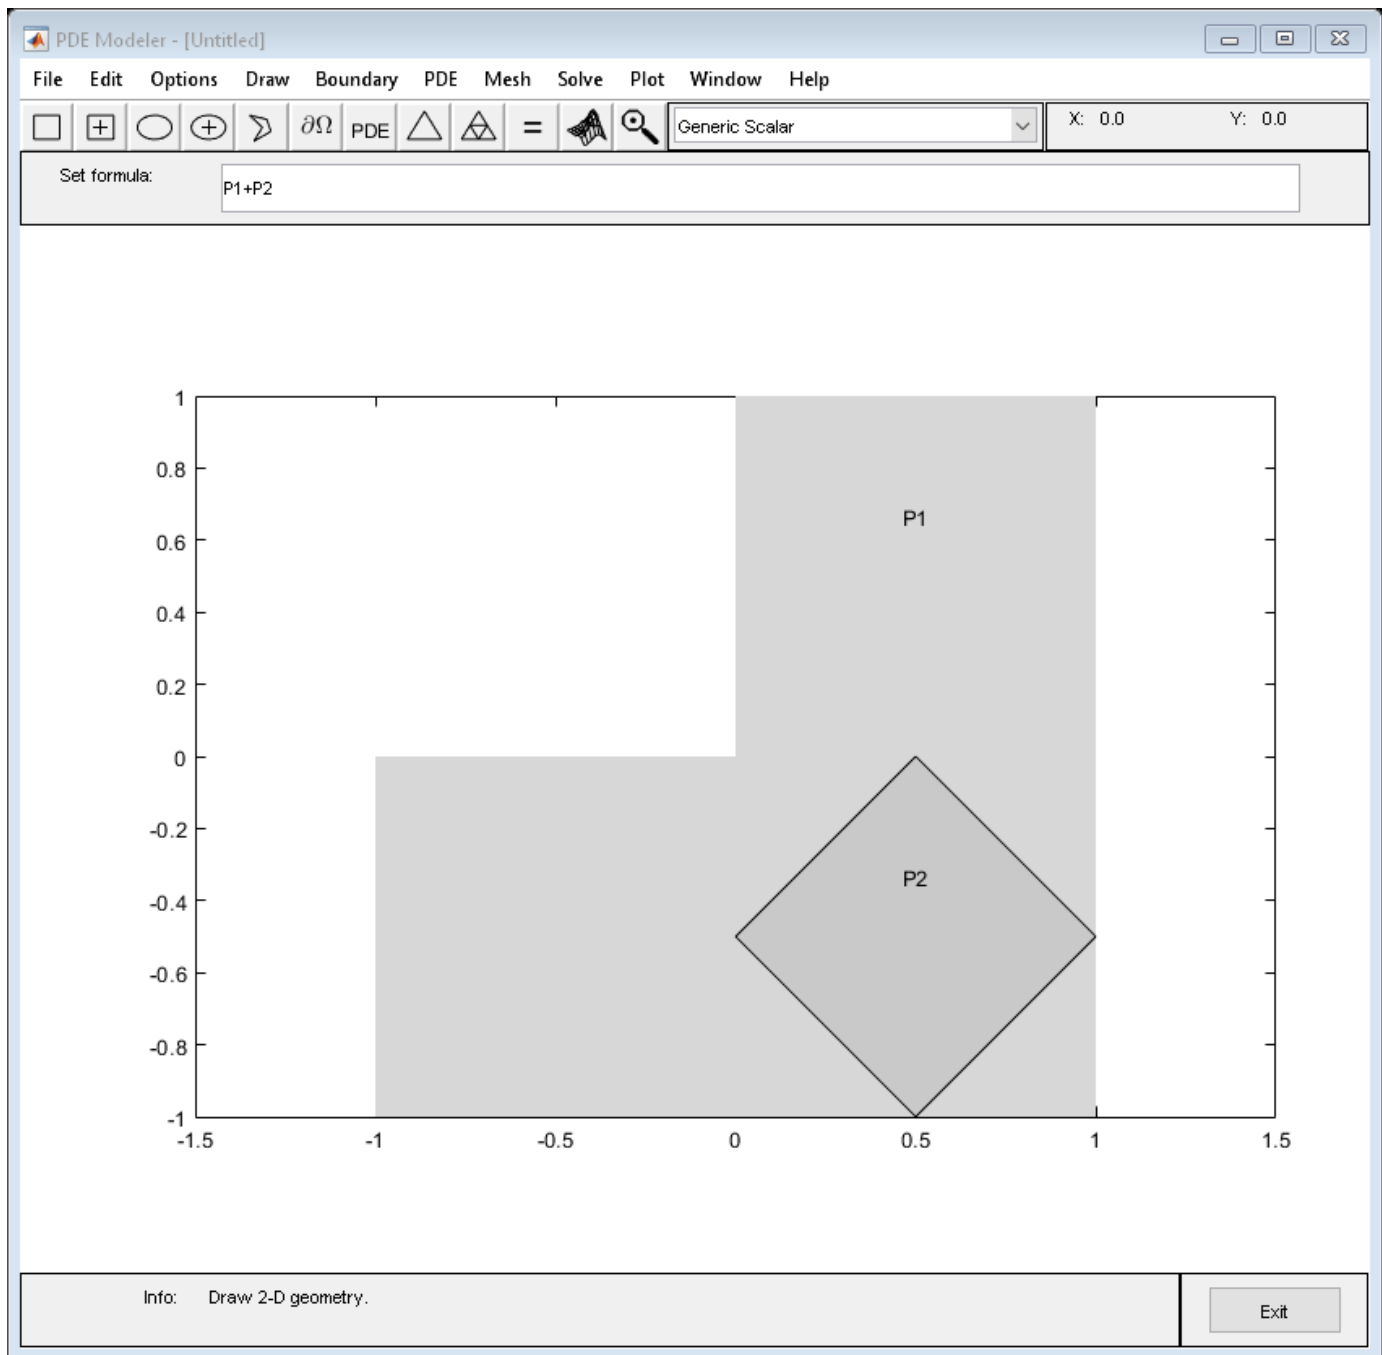 PDE Modeler - [Untitled]
File Edit Options Draw Boundary PDE Mesh Solve Plot Window Help
∂Ω PDE = Generic Scalar X: 0.0 Y: 0.0
Set formula: P1+P2
1
0.8
P1
0.6
0.4
0.2
0
-0.2
P2
-0.4
-0.6
-0.8
-1
-1.5 -1 -0.5 0 0.5 1 1.5
Info: Draw 2-D geometry. Exit